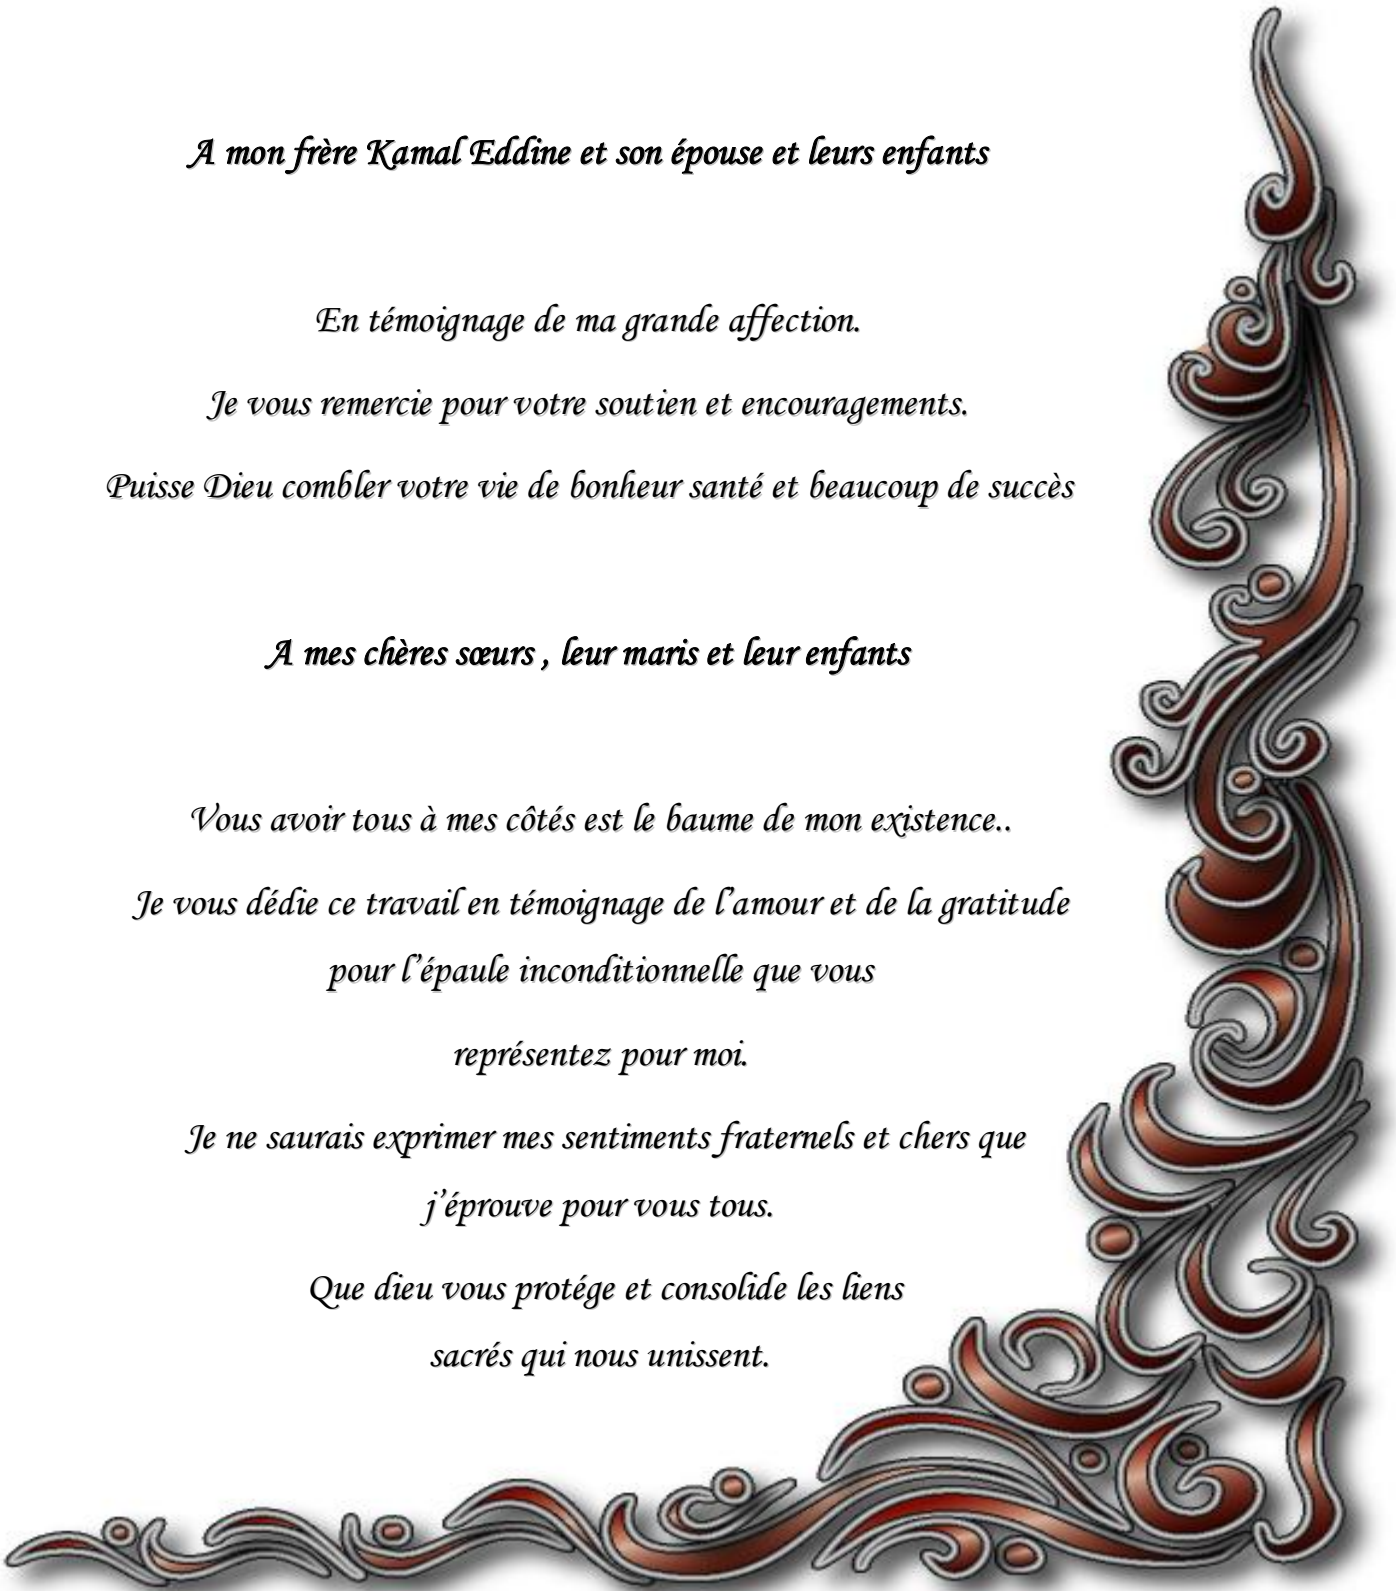 A mon frère Kamal Eddine et son épouse et leurs enfants
En témoignage de ma grande affection.
Je vous remercie pour votre soutien et encouragements.
Puisse Dieu combler votre vie de bonheur santé et beaucoup de succès
A mes chères sœurs , leur maris et leur enfants
Vous avoir tous à mes côtés est le baume de mon existence..
Je vous dédie ce travail en témoignage de l’amour et de la gratitude
pour l’épaule inconditionnelle que vous
représentez pour moi.
Je ne saurais exprimer mes sentiments fraternels et chers que
j’éprouve pour vous tous.
Que dieu vous protége et consolide les liens
sacrés qui nous unissent.